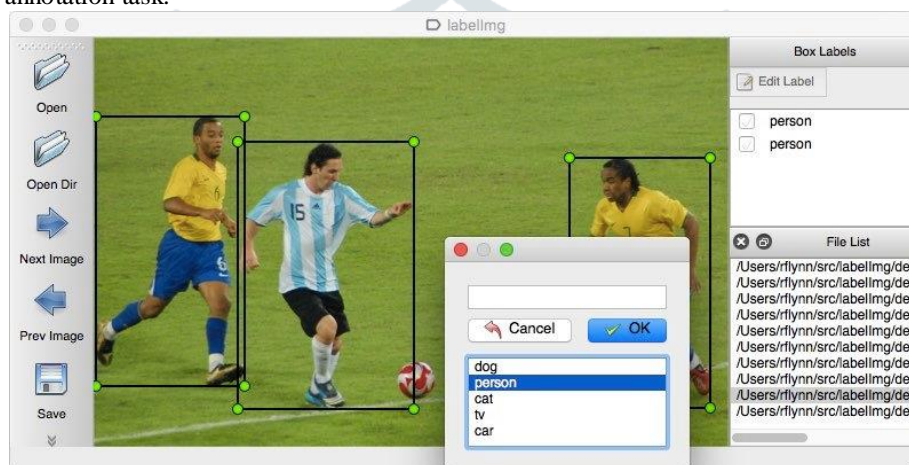 annotation task.
labelImg
Open
Open Dir
Next Image
Prev Image
Save
Box Labels
Edit Label
person
person
File List
/Users/rflynn/src/labelImg/de
/Users/rflynn/src/labelImg/de
/Users/rflynn/src/labelImg/de
/Users/rflynn/src/labelImg/de
/Users/rflynn/src/labelImg/de
/Users/rflynn/src/labelImg/de
/Users/rflynn/src/labelImg/de
/Users/rflynn/src/labelImg/de
/Users/rflynn/src/labelImg/de
/Users/rflynn/src/labelImg/de
Cancel
OK
dog
person
cat
tv
car
6
6
15
7